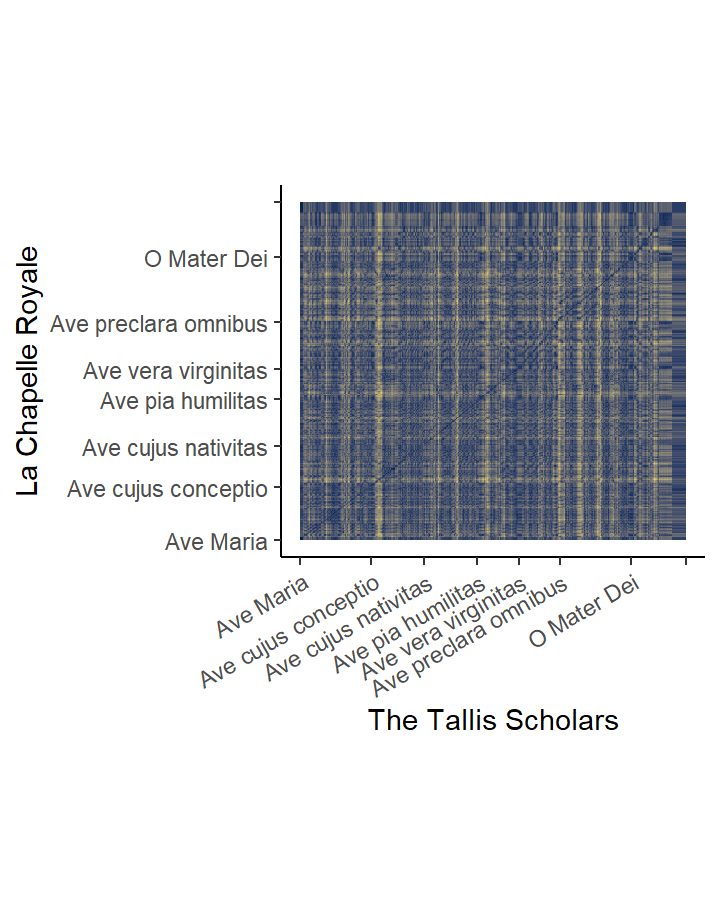 La Chapelle Royale
O Mater Dei
Ave preclara omnibus
Ave vera virginitas
Ave pia humilitas
Ave cujus nativitas
Ave cujus conceptio
Ave Maria
Ave Maria
Ave cujus conceptio
Ave cujus nativitas
Ave pia humilitas
Ave vera virginitas
Ave preclara omnibus
O Mater Dei
The Tallis Scholars